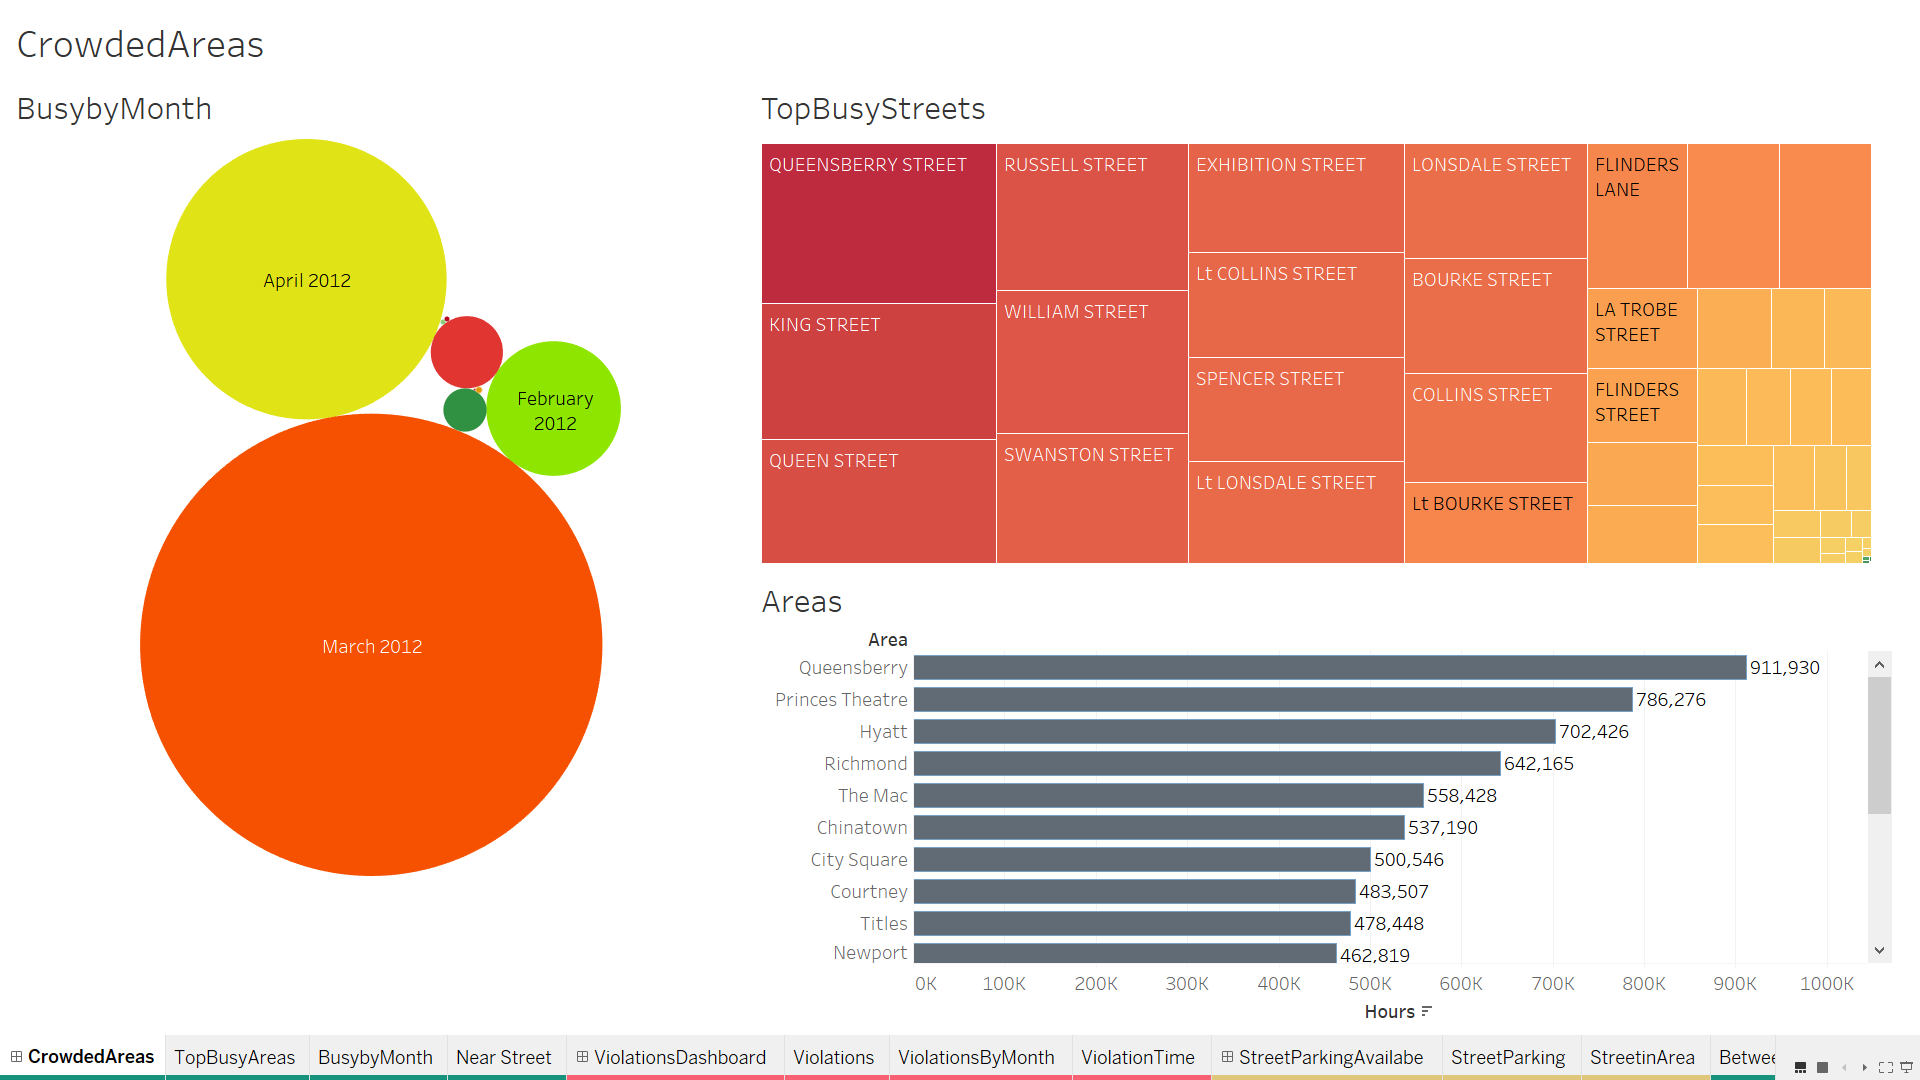 CrowdedAreas
BusybyMonth
April 2012
February
2012
March 2012
TopBusyStreets
QUEENSBERRY STREET
KING STREET
QUEEN STREET
RUSSELL STREET
WILLIAM STREET
SWANSTON STREET
EXHIBITION STREET
Lt COLLINS STREET
SPENCER STREET
Lt LONSDALE STREET
LONSDALE STREET
BOURKE STREET
COLLINS STREET
Lt BOURKE STREET
FLINDERS
LANE
LA TROBE
STREET
FLINDERS
STREET
Areas
Area
Queensberry 911,930
Princes Theatre 786,276
Hyatt 702,426
Richmond 642,165
The Mac 558,428
Chinatown 537,190
City Square 500,546
Courtney 483,507
Titles 478,448
Newport 462,819
0K 100K 200K 300K 400K 500K 600K 700K 800K 900K 1000K
Hours
CrowdedAreas TopBusyAreas BusybyMonth Near Street ViolationsDashboard Violations ViolationsByMonth ViolationTime StreetParkingAvailabe StreetParking StreetinArea Betwee